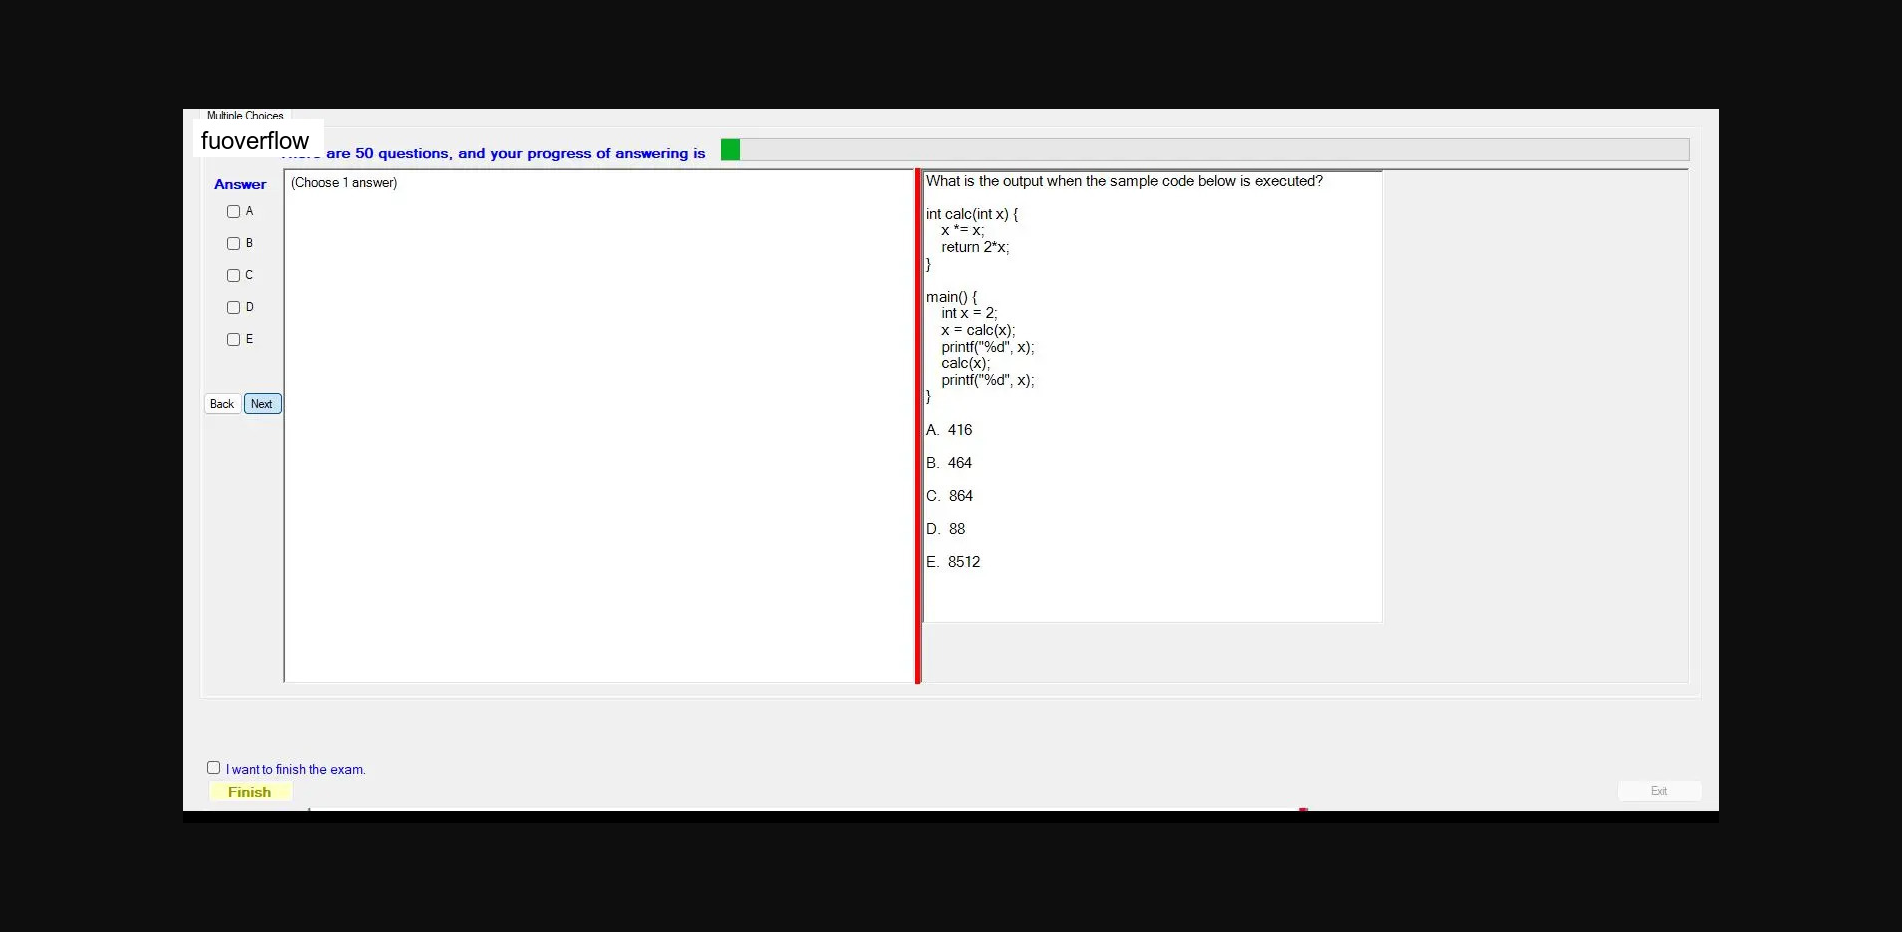 Multiple Choices
fuoverflow
are 50 questions, and your progress of answering is
Answer
A
B
C
D
E
Back Next
(Choose 1 answer)
What is the output when the sample code below is executed?
int calc(int x) {
x *= x;
return 2*x;
}
main() {
int x = 2;
x = calc(x);
printf("%d", x);
calc(x);
printf("%d", x);
}
A. 416
B. 464
C. 864
D. 88
E. 8512
I want to finish the exam.
Finish
Exit